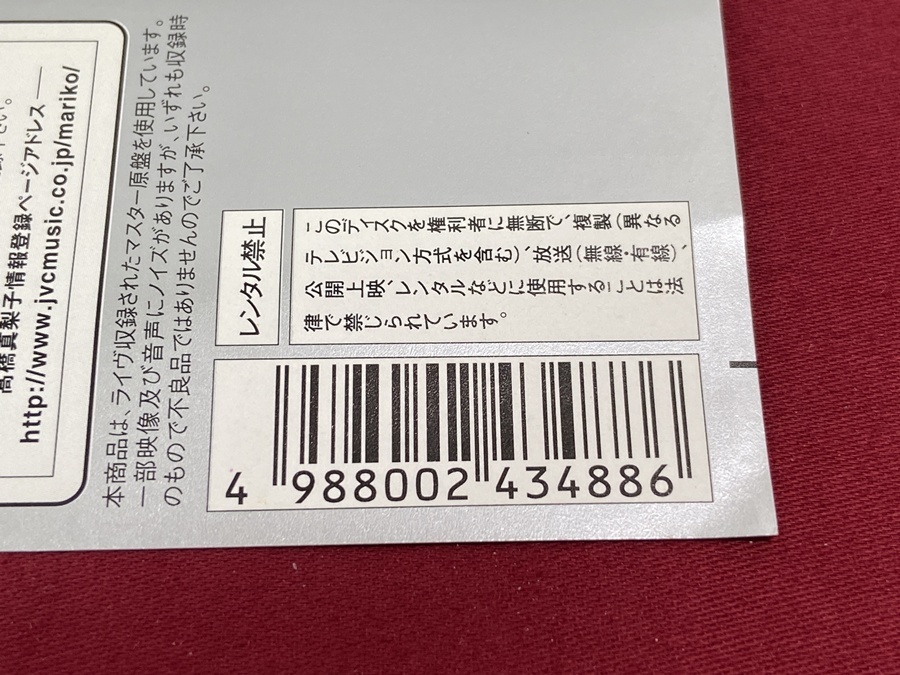 高橋真梨子情報登録ページアドレス
http://www.jvcmusic.co.jp/mariko/
本商品は、ライヴ収録されたマスター原盤を使用しています。
一部映像及び音声にノイズがありますが、いずれも収録時
のもので不良品ではありませんのでご了承下さい。
レンタル禁止
このディスクを権利者に無断で、複製(異なる
テレビジョン方式を含む)、放送(無線・有線)、
公開上映、レンタルなどに使用することは法
律で禁じられています。
4 988002 434886